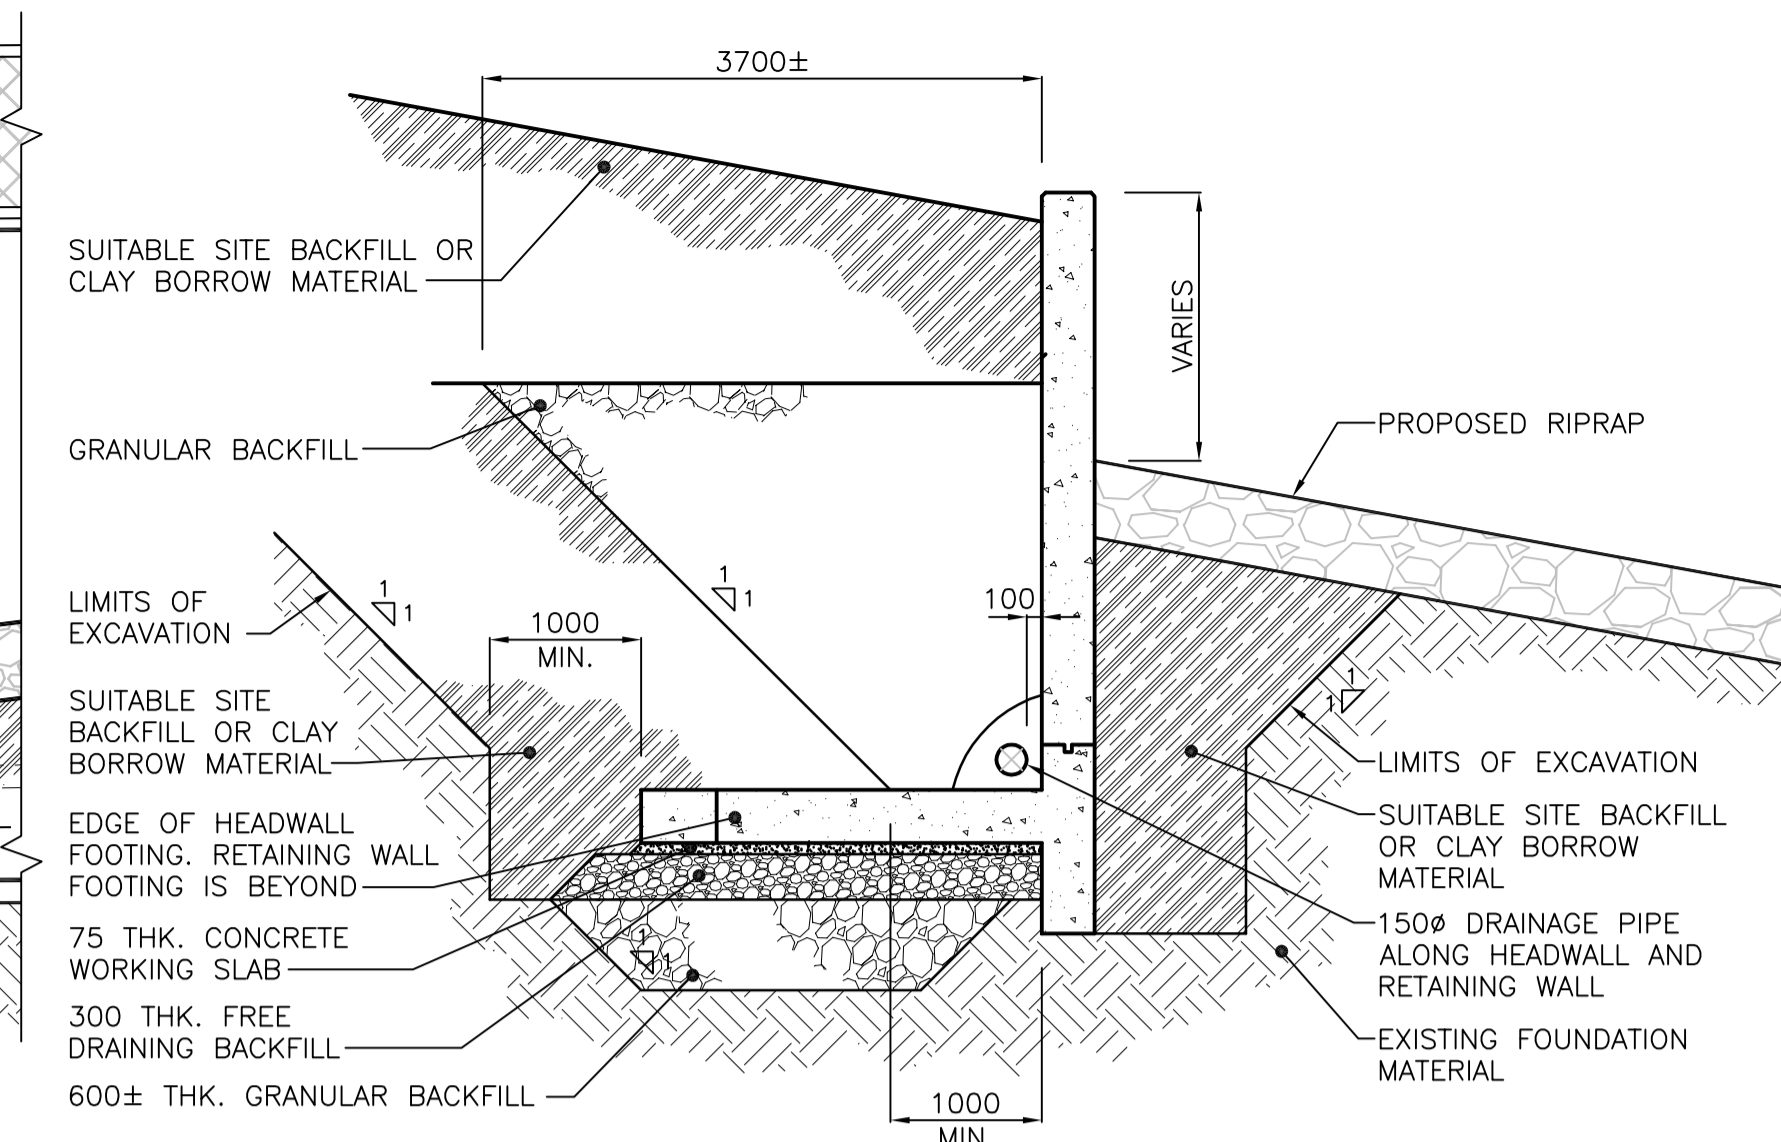 3700±
SUITABLE SITE BACKFILL OR
CLAY BORROW MATERIAL
VARIES
GRANULAR BACKFILL
PROPOSED RIPRAP
LIMITS OF
EXCAVATION
1
1
1
1
100
1000
MIN.
1
1
SUITABLE SITE
BACKFILL OR CLAY
BORROW MATERIAL
LIMITS OF EXCAVATION
SUITABLE SITE BACKFILL
OR CLAY BORROW
MATERIAL
EDGE OF HEADWALL
FOOTING. RETAINING WALL
FOOTING IS BEYOND
150ø DRAINAGE PIPE
ALONG HEADWALL AND
RETAINING WALL
75 THK. CONCRETE
WORKING SLAB
1
1
300 THK. FREE
DRAINING BACKFILL
EXISTING FOUNDATION
MATERIAL
600± THK. GRANULAR BACKFILL
1000
MIN